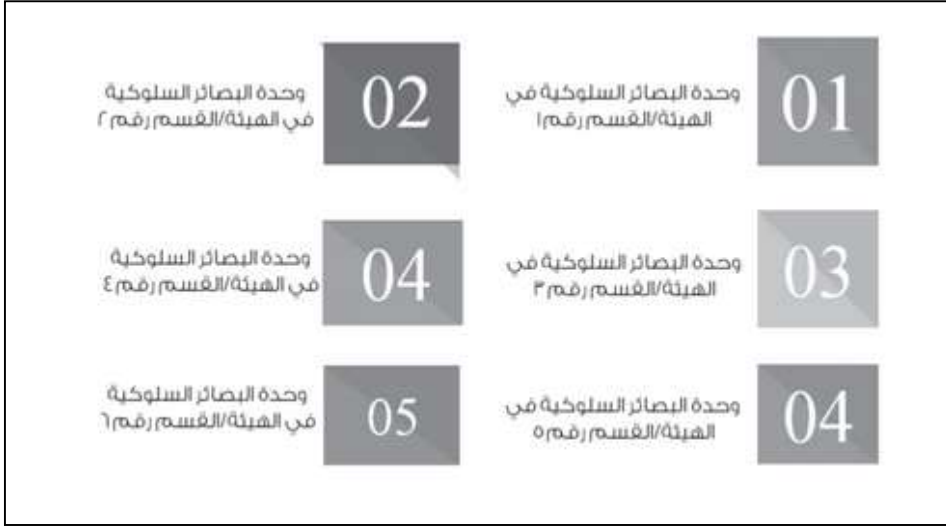 01
وحدة البصائر السلوكية في
الهيئة/القسم رقم ١
02
وحدة البصائر السلوكية
في الهيئة/القسم رقم ٢
03
وحدة البصائر السلوكية في
الهيئة/القسم رقم ٣
04
وحدة البصائر السلوكية
في الهيئة/القسم رقم ٤
04
وحدة البصائر السلوكية في
الهيئة/القسم رقم ٥
05
وحدة البصائر السلوكية
في الهيئة/القسم رقم ٦